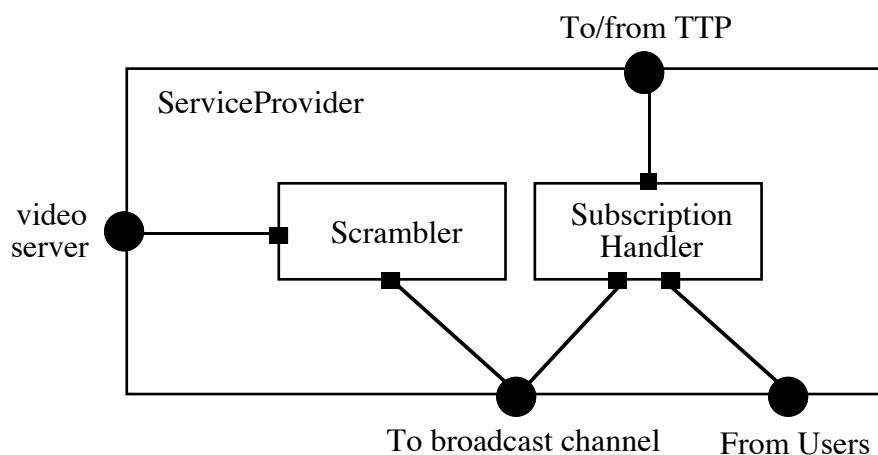 To/from TTP
ServiceProvider
video
server
Scrambler
Subscription
Handler
To broadcast channel
From Users